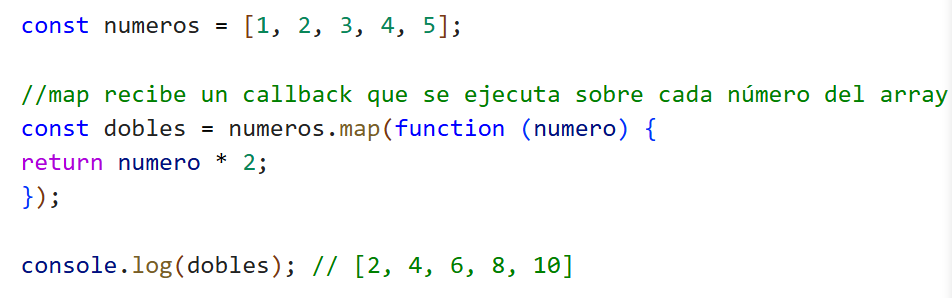 const numeros = [1, 2, 3, 4, 5];
//map recibe un callback que se ejecuta sobre cada número del array
const dobles = numeros.map(function (numero) {
return numero * 2;
});
console.log(dobles); // [2, 4, 6, 8, 10]